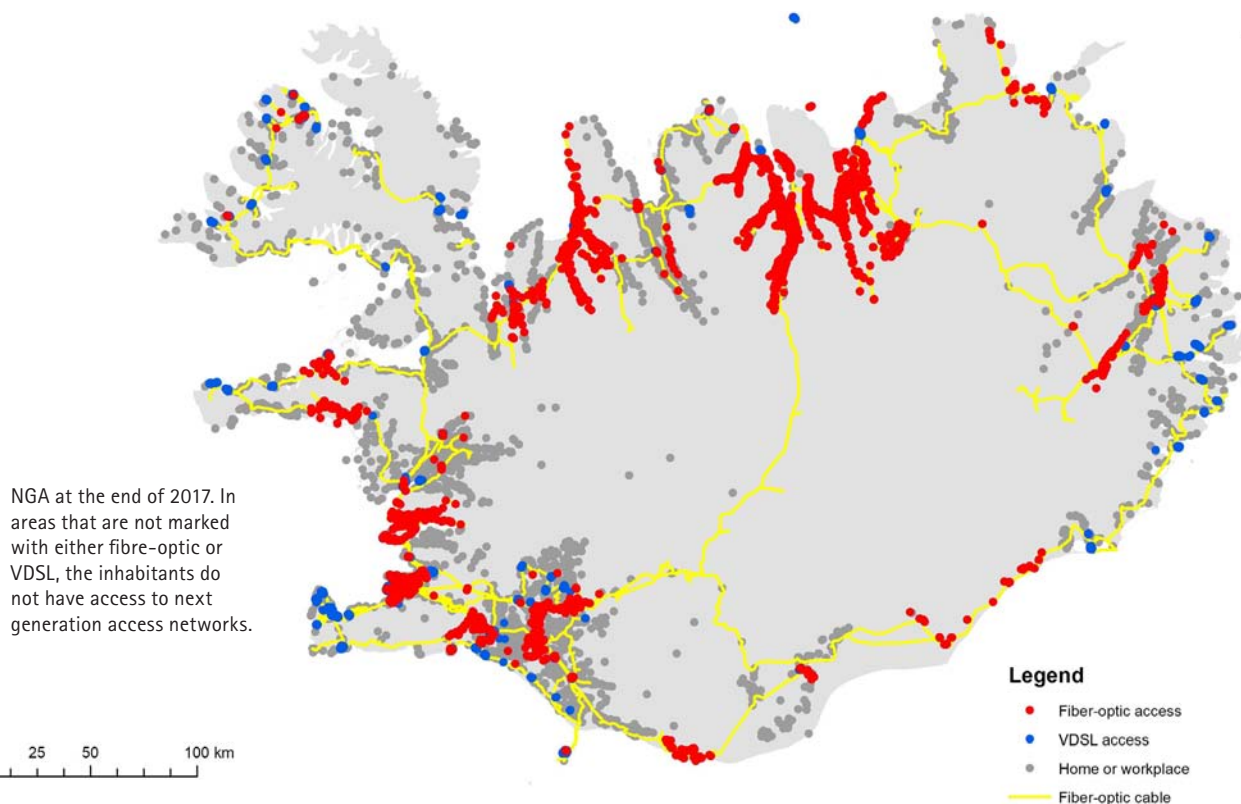 NGA at the end of 2017. In
areas that are not marked
with either fibre-optic or
VDSL, the inhabitants do
not have access to next
generation access networks.
25 50 100 km
Legend
Fiber-optic access
VDSL access
Home or workplace
Fiber-optic cable